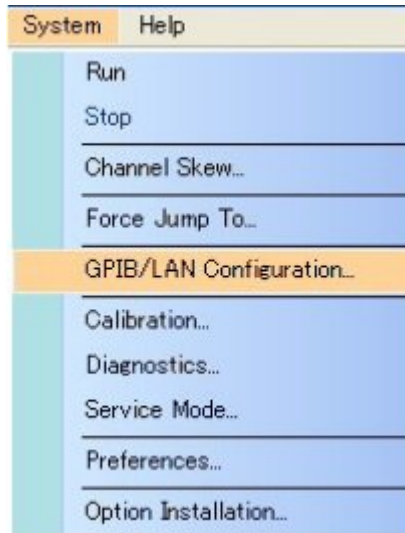 System Help
Run
Stop
Channel Skew...
Force Jump To...
GPIB/LAN Configuration...
Calibration...
Diagnostics...
Service Mode...
Preferences...
Option Installation...